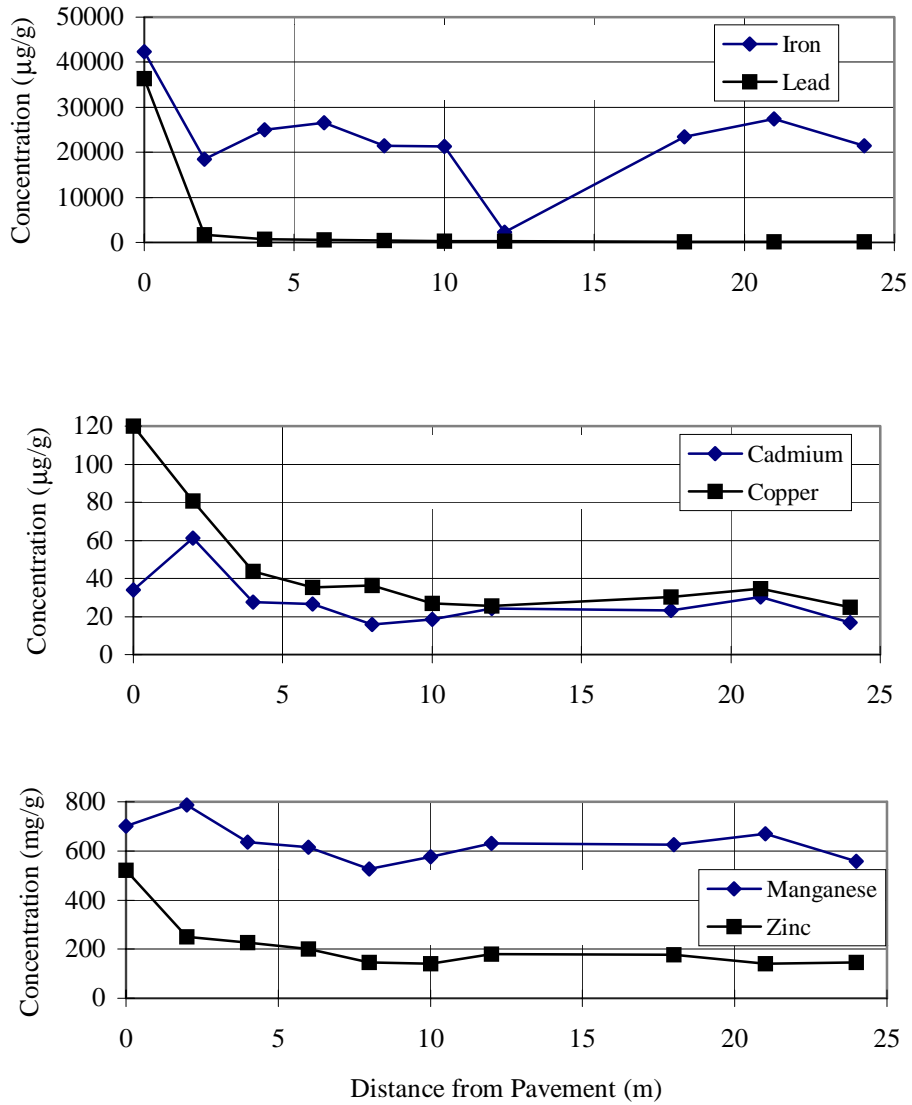 Concentration (µg/g)
50000
40000
30000
20000
10000
0
Iron
Lead
0 5 10 15 20 25
Concentration (µg/g)
120
100
80
60
40
20
0
Cadmium
Copper
0 5 10 15 20 25
Concentration (mg/g)
800
600
400
200
0
Manganese
Zinc
0 5 10 15 20 25
Distance from Pavement (m)